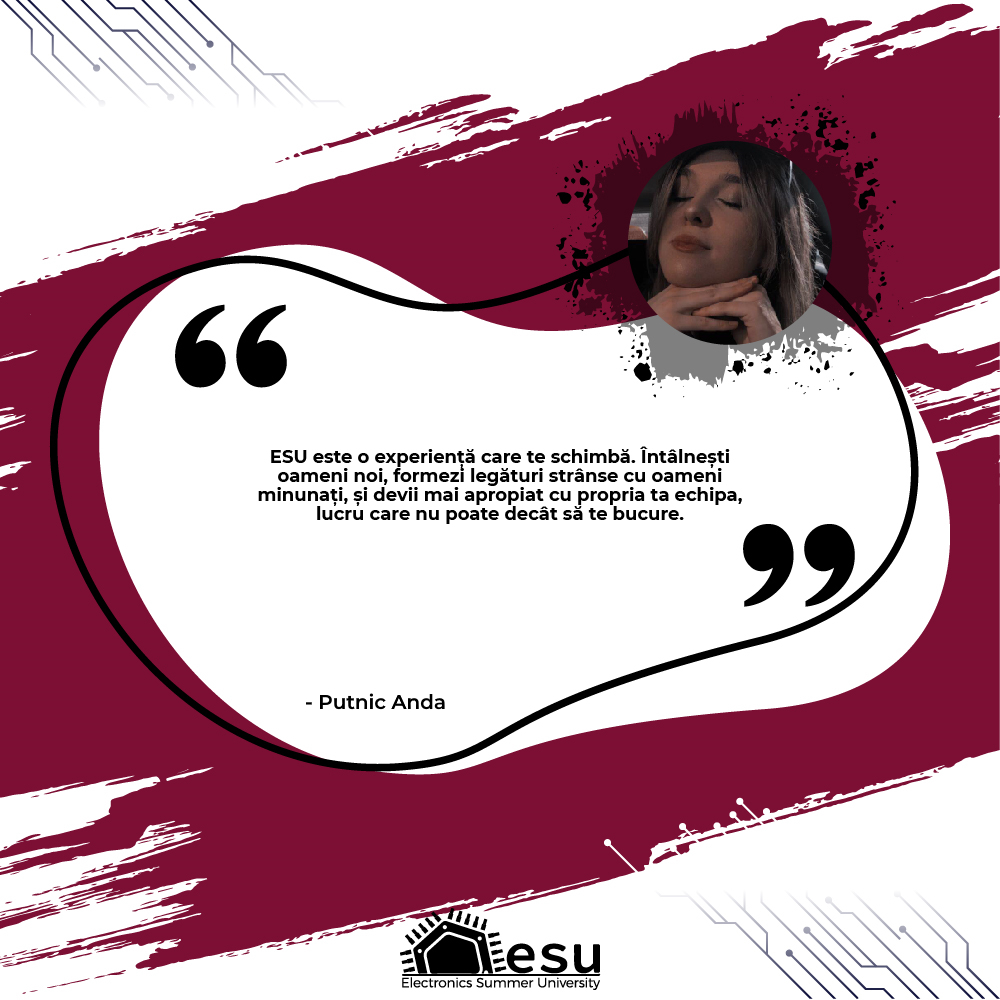 “
ESU este o experiență care te schimbă. Întâlnești
oameni noi, formezi legături strânse cu oameni
minunați, și devii mai apropiat cu propria ta echipa,
lucru care nu poate decât să te bucure.
”
- Putnic Anda
esu
Electronics Summer University